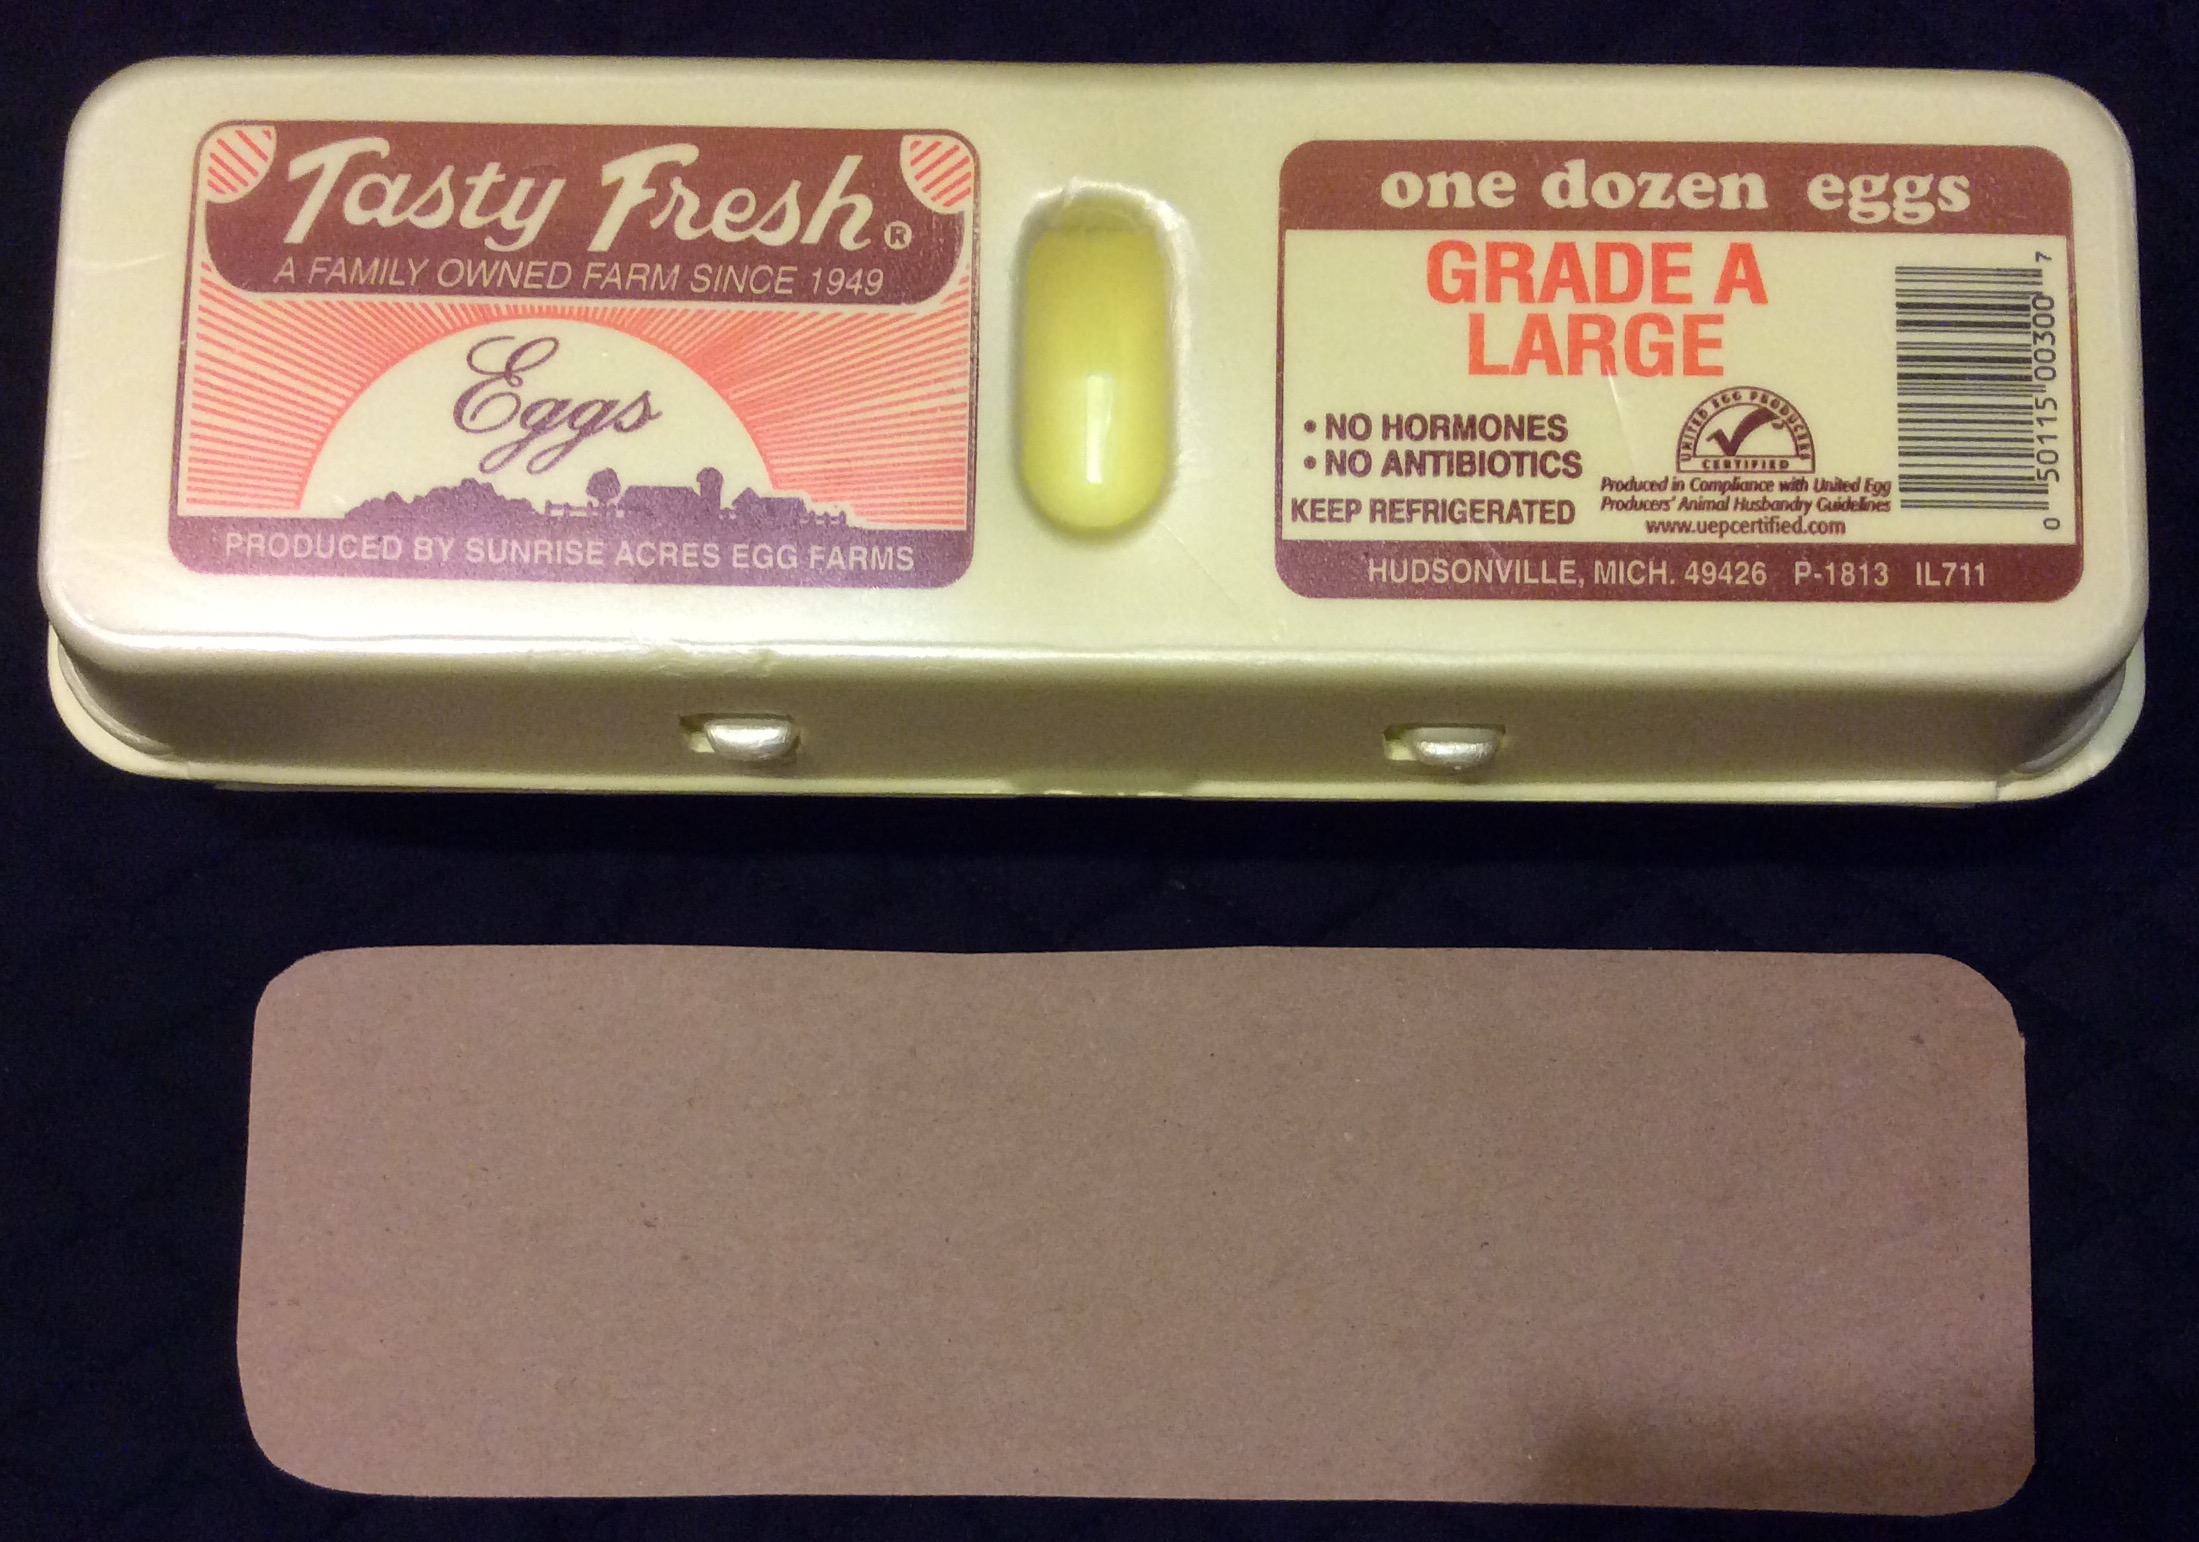 Tasty Fresh®
A FAMILY OWNED FARM SINCE 1949
Eggs
PRODUCED BY SUNRISE ACRES EGG FARMS
one dozen eggs
GRADE A
LARGE
• NO HORMONES
• NO ANTIBIOTICS
KEEP REFRIGERATED
UNITED EGG PRODUCERS
CERTIFIED
Produced in Compliance with United Egg
Producers' Animal Husbandry Guidelines
www.uepcertified.com
0 50115 00300 7
HUDSONVILLE, MICH. 49426 P-1813 IL711